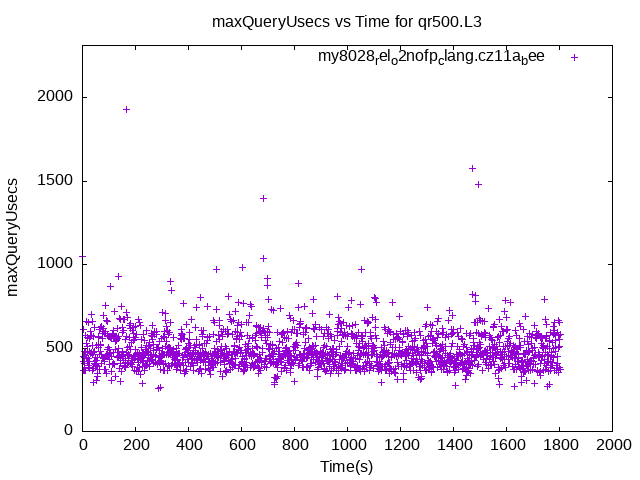 maxQueryUsecs vs Time for qr500.L3
my8028relo2nofpclang.cz11abee
2000
1500
maxQueryUsecs
1000
500
0
0 200 400 600 800 1000 1200 1400 1600 1800 2000
Time(s)